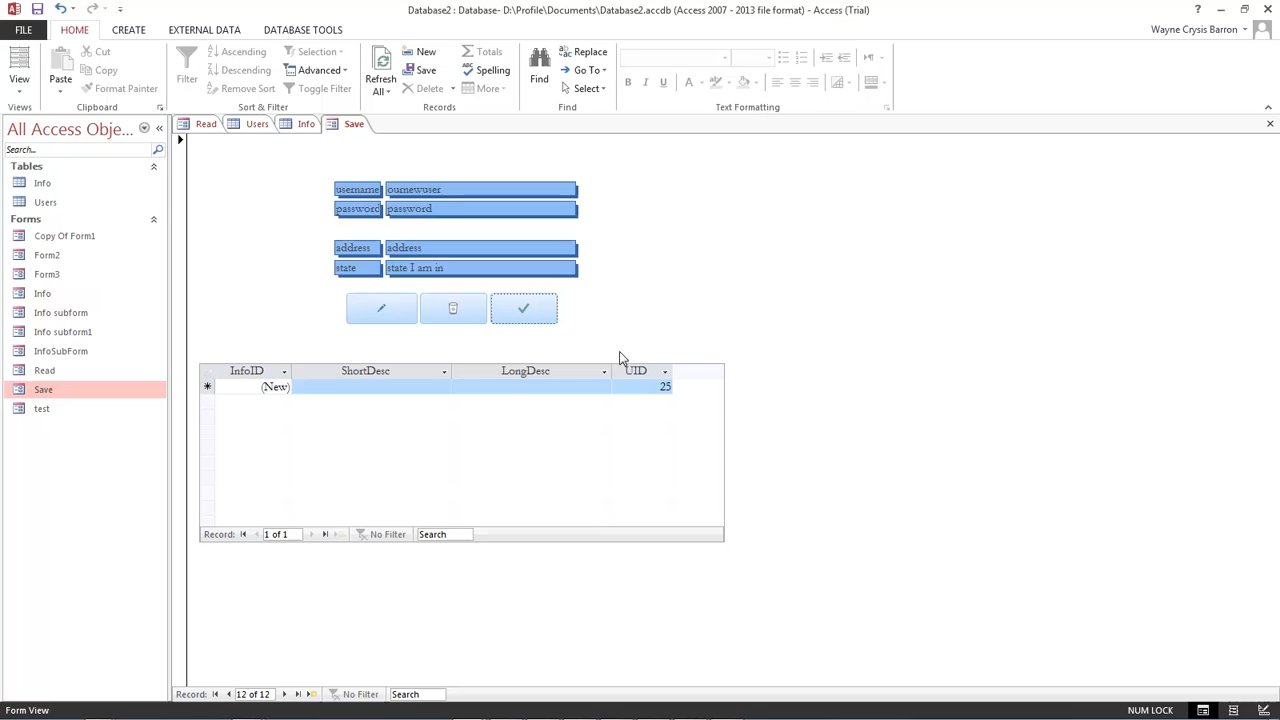 Database2 : Database- D:\Profile\Documents\Database2.accdb (Access 2007 - 2013 file format) - Access (Trial)
FILE HOME CREATE EXTERNAL DATA DATABASE TOOLS Wayne Crysis Barron
View
Views
Paste
Cut
Copy
Format Painter
Clipboard
Filter
Ascending
Descending
Remove Sort
Selection
Advanced
Toggle Filter
Sort & Filter
Refresh
All
New
Save
Delete
Totals
Spelling
More
Records
Find
Replace
Go To
Select
Find
B I U A
Text Formatting
All Access Obje...
Search...
Tables
Info
Users
Forms
Copy Of Form1
Form2
Form3
Info
Info subform
Info subform1
InfoSubForm
Read
Save
test
Read Users Info Save
username ournewuser
password password
address address
state state I am in
InfoID ShortDesc LongDesc UID
(New) 25
Record: 1 of 1 No Filter Search
Record: 12 of 12 No Filter Search
Form View NUM LOCK